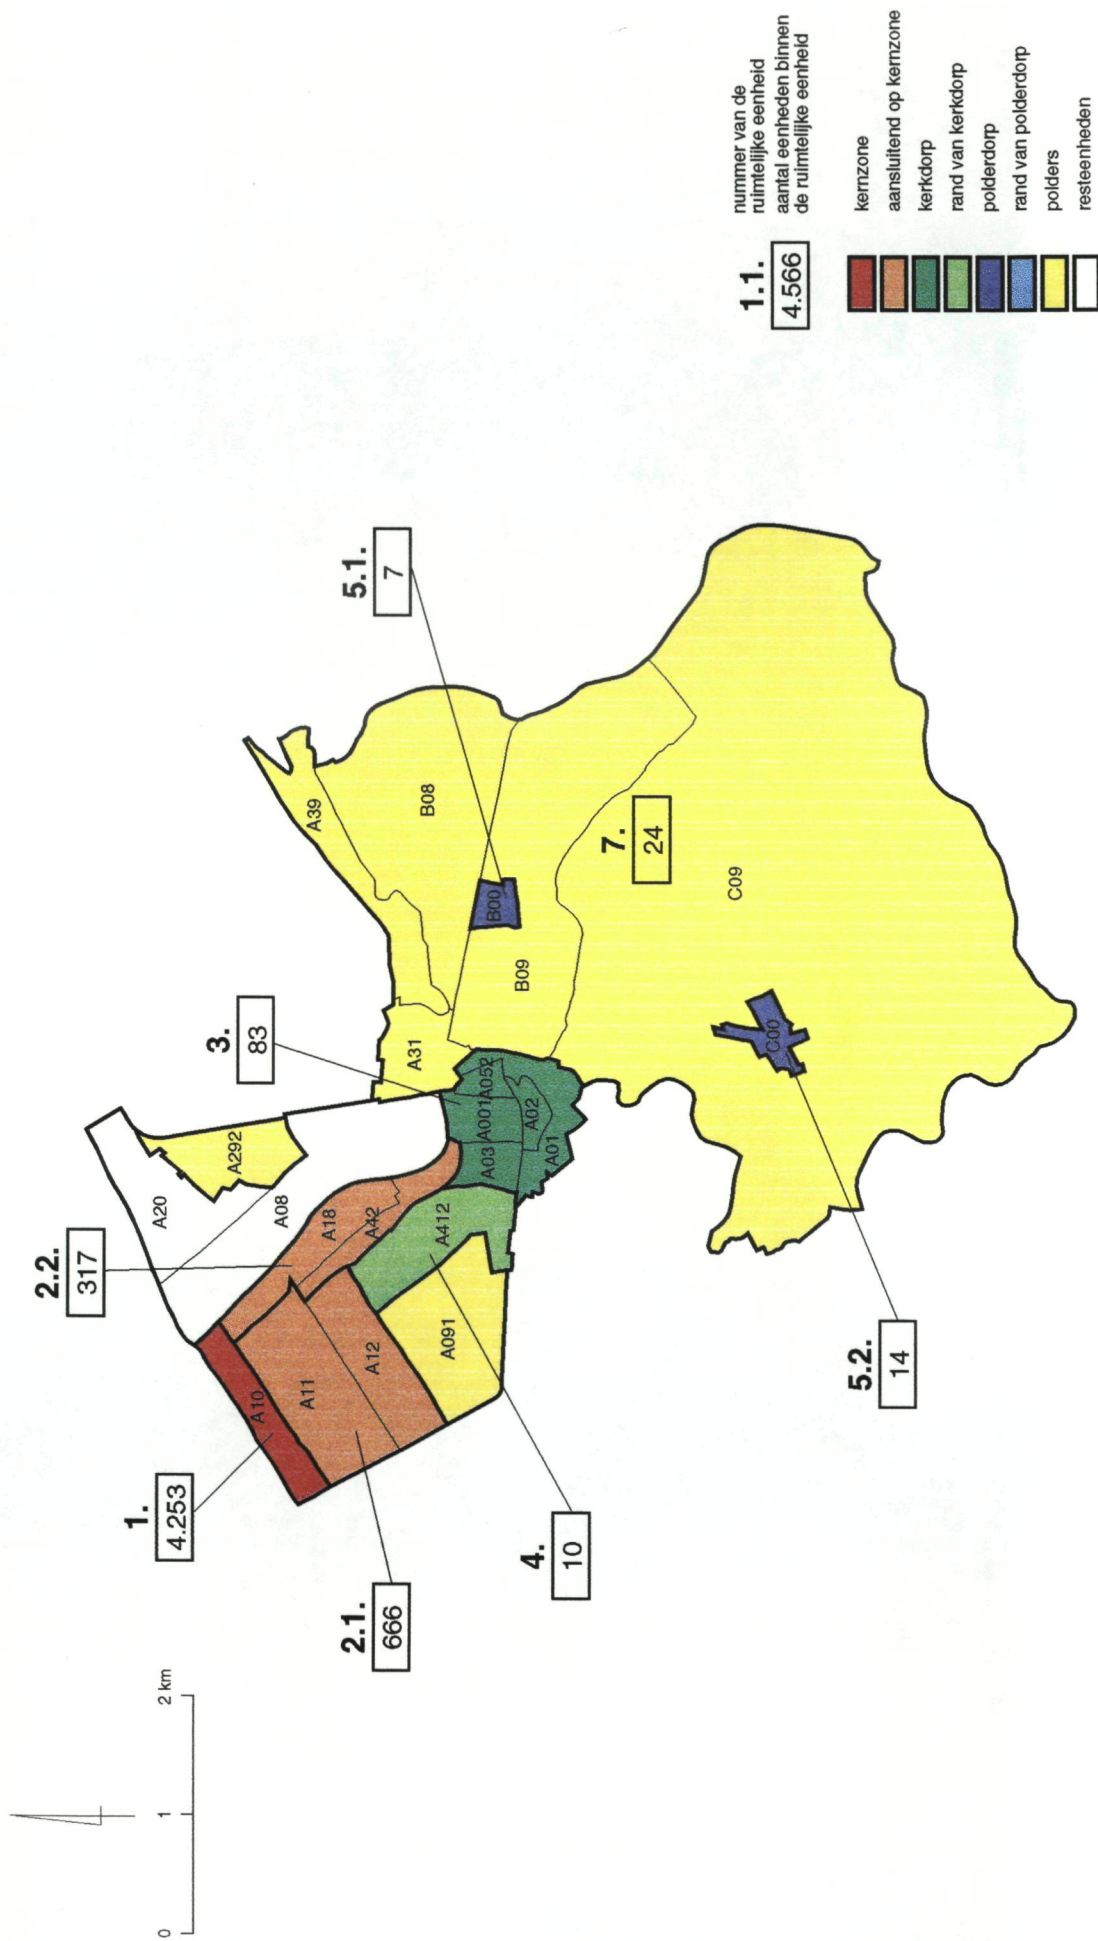 0
1
2 km
1.
4.253
2.1.
666
2.2.
317
3.
83
4.
10
5.1.
7
5.2.
14
7.
24
A10
A11
A12
A18
A42
A412
A091
A20
A08
A292
A31
A39
A03
A001
A052
A02
A01
B08
B00
B09
C09
C00
1.1.
4.566
nummer van de
ruimtelijke eenheid
aantal eenheden binnen
de ruimtelijke eenheid
kernzone
aansluitend op kernzone
kerkdorp
rand van kerkdorp
polderdorp
rand van polderdorp
polders
resteenheden